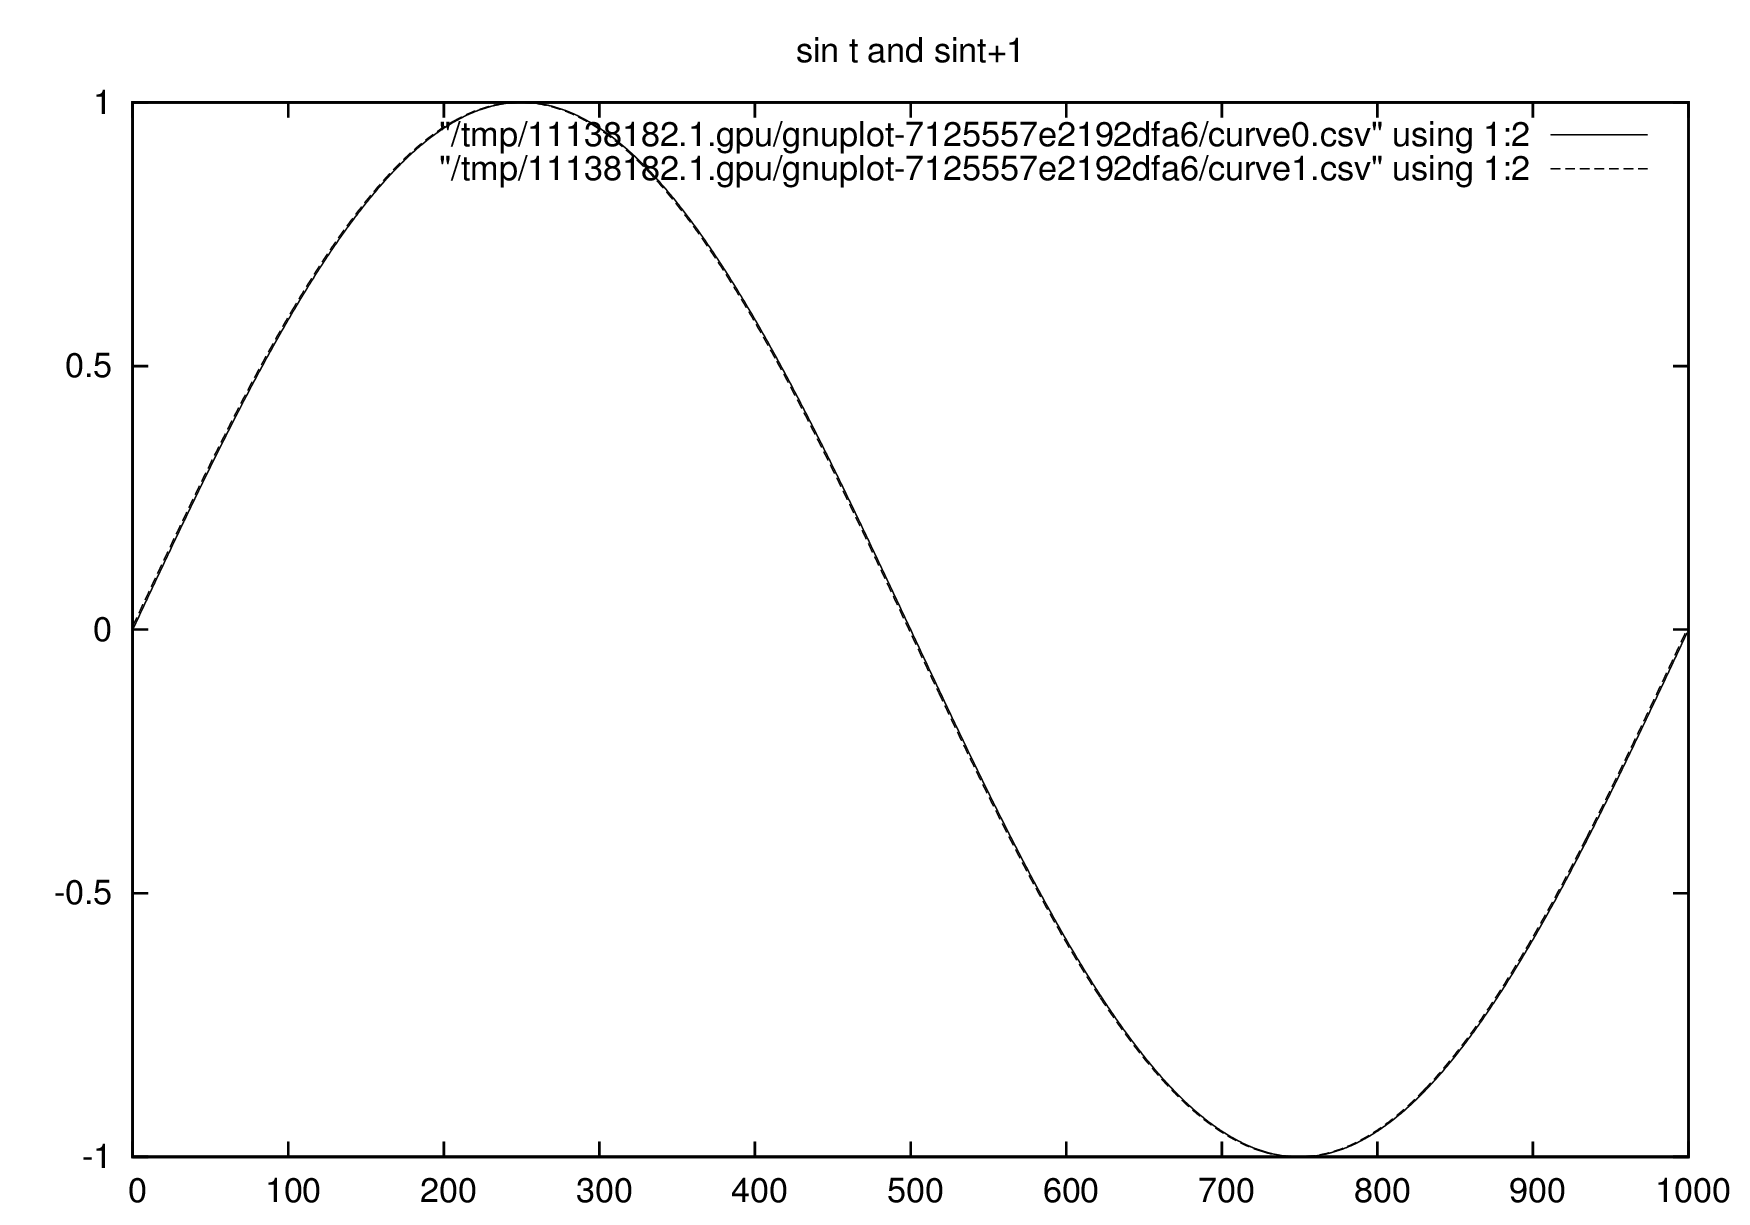 sin t and sint+1
1
"/tmp/11138182.1.gpu/gnuplot-7125557e2192dfa6/curve0.csv" using 1:2
"/tmp/11138182.1.gpu/gnuplot-7125557e2192dfa6/curve1.csv" using 1:2
0.5
0
-0.5
-1
0 100 200 300 400 500 600 700 800 900 1000